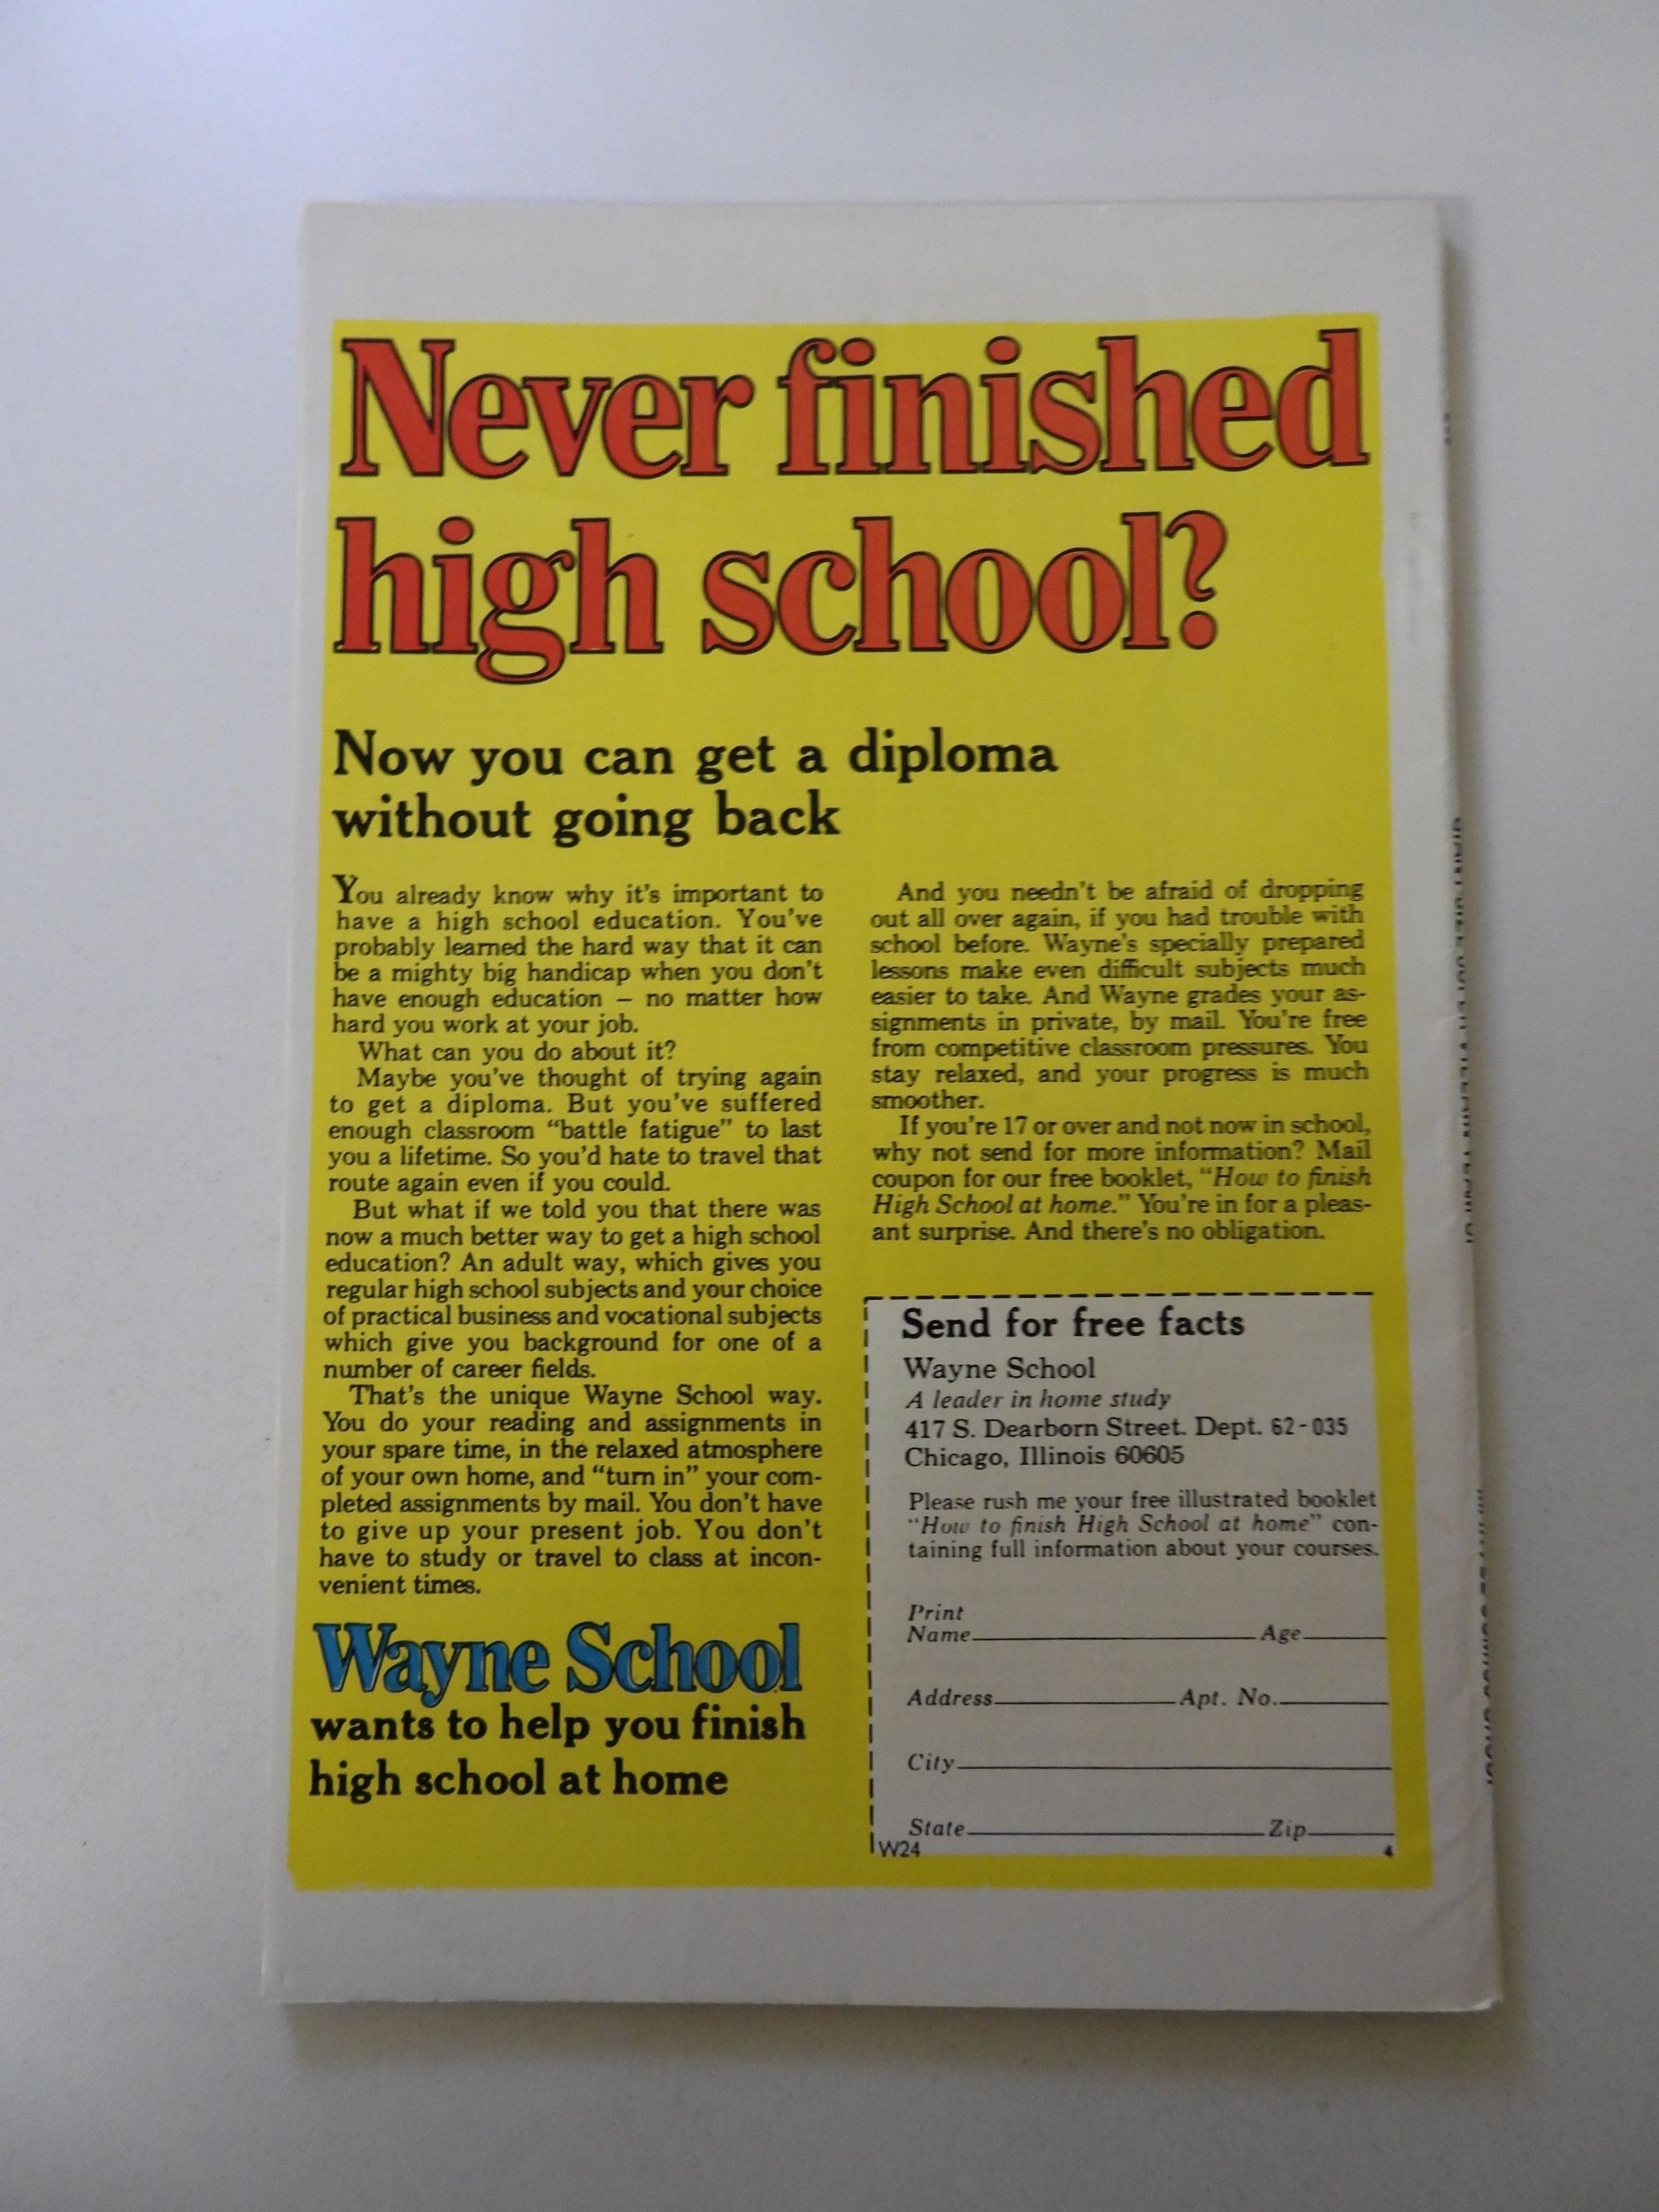 Never finished
high school?
Now you can get a diploma
without going back
You already know why it's important to
have a high school education. You've
probably learned the hard way that it can
be a mighty big handicap when you don't
have enough education – no matter how
hard you work at your job.
What can you do about it?
Maybe you've thought of trying again
to get a diploma. But you've suffered
enough classroom "battle fatigue" to last
you a lifetime. So you'd hate to travel that
route again even if you could.
But what if we told you that there was
now a much better way to get a high school
education? An adult way, which gives you
regular high school subjects and your choice
of practical business and vocational subjects
which give you background for one of a
number of career fields.
That's the unique Wayne School way.
You do your reading and assignments in
your spare time, in the relaxed atmosphere
of your own home, and "turn in" your com-
pleted assignments by mail. You don't have
to give up your present job. You don't
have to study or travel to class at incon-
venient times.
Wayne School
wants to help you finish
high school at home
And you needn't be afraid of dropping
out all over again, if you had trouble with
school before. Wayne's specially prepared
lessons make even difficult subjects much
easier to take. And Wayne grades your as-
signments in private, by mail. You're free
from competitive classroom pressures. You
stay relaxed, and your progress is much
smoother.
If you're 17 or over and not now in school,
why not send for more information? Mail
coupon for our free booklet, "How to finish
High School at home." You're in for a pleas-
ant surprise. And there's no obligation.
Send for free facts
Wayne School
A leader in home study
417 S. Dearborn Street. Dept. 62-035
Chicago, Illinois 60605
Please rush me your free illustrated booklet
"How to finish High School at home" con-
taining full information about your courses.
Print
Name Age
Address Apt. No.
City
State Zip
W24 4